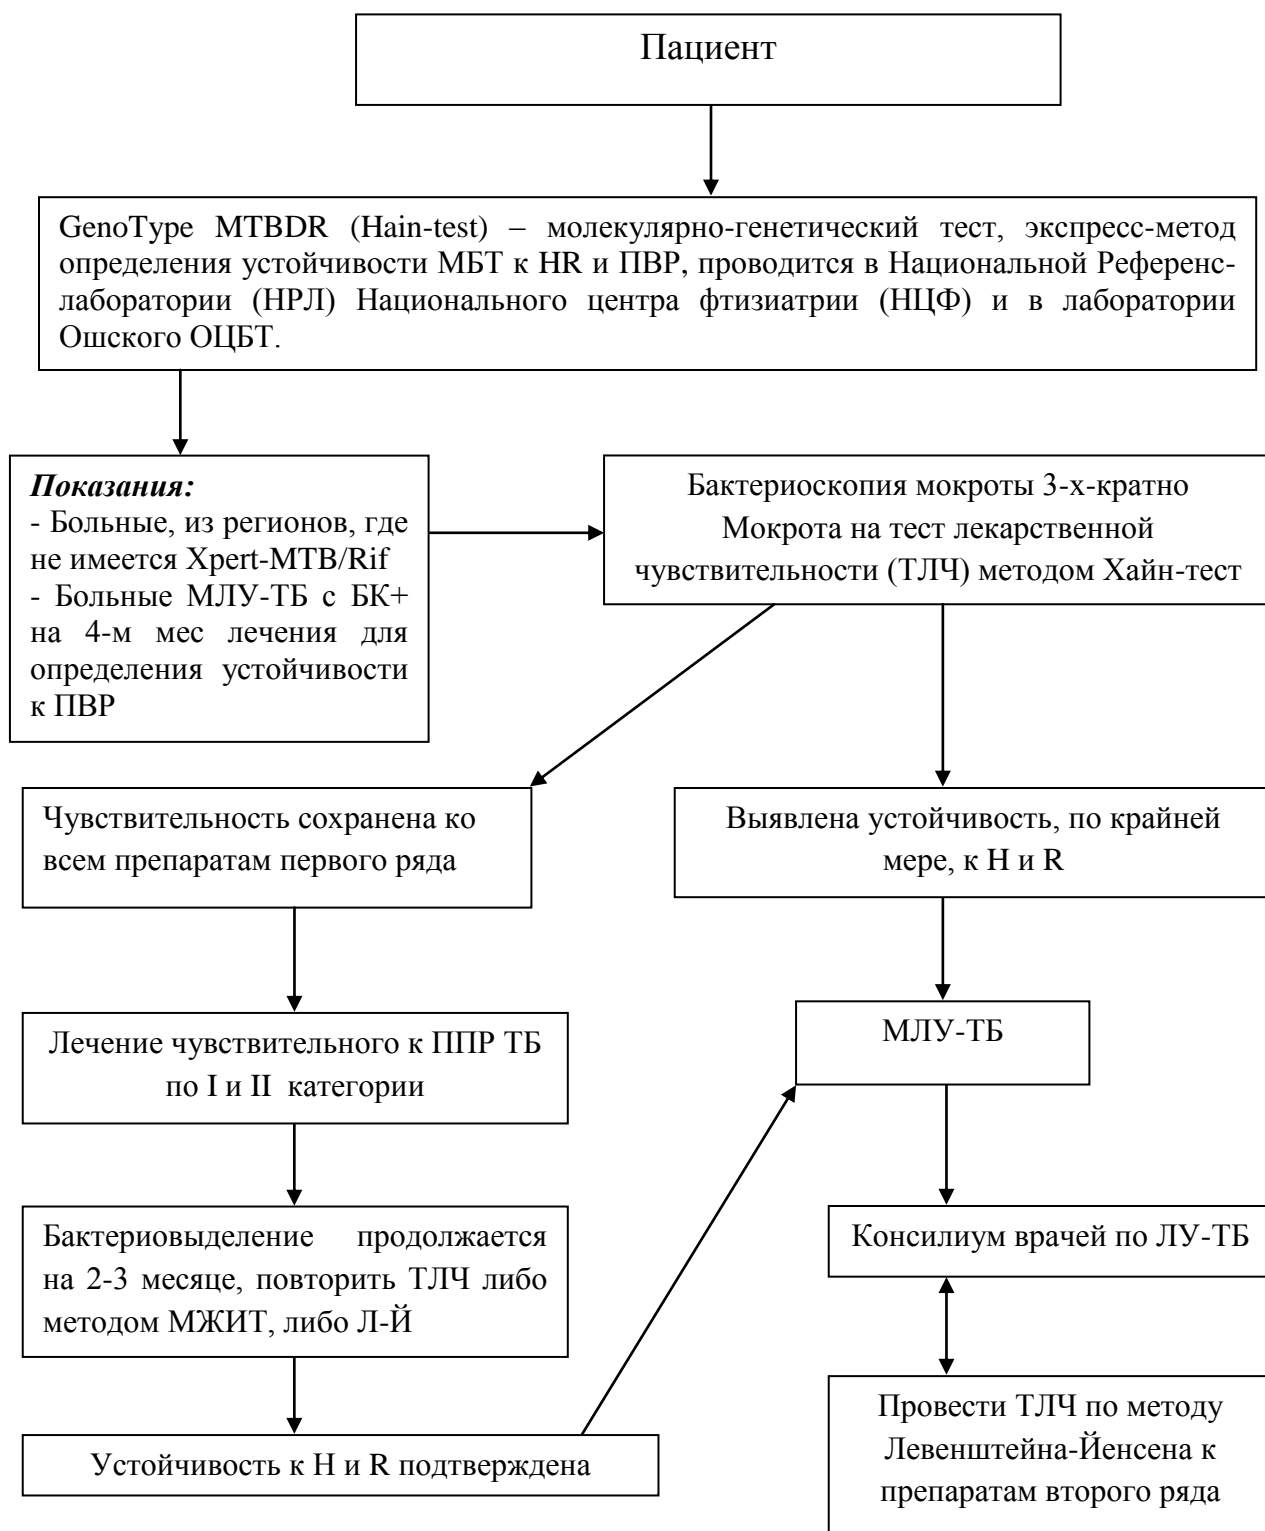 Пациент
GenoType MTBDR (Hain-test) – молекулярно-генетический тест, экспресс-метод
определения устойчивости МБТ к HR и ПВР, проводится в Национальной Референс-
лаборатории (НРЛ) Национального центра фтизиатрии (НЦФ) и в лаборатории
Ошского ОЦБТ.
Показания:
- Больные, из регионов, где
не имеется Xpert-MTB/Rif
- Больные МЛУ-ТБ с БК+
на 4-м мес лечения для
определения устойчивости
к ПВР
Бактериоскопия мокроты 3-х-кратно
Мокрота на тест лекарственной
чувствительности (ТЛЧ) методом Хайн-тест
Чувствительность сохранена ко
всем препаратам первого ряда
Выявлена устойчивость, по крайней
мере, к H и R
Лечение чувствительного к ППР ТБ
по I и II категории
МЛУ-ТБ
Бактериовыделение продолжается
на 2-3 месяце, повторить ТЛЧ либо
методом МЖИТ, либо Л-Й
Консилиум врачей по ЛУ-ТБ
Устойчивость к H и R подтверждена
Провести ТЛЧ по методу
Левенштейна-Йенсена к
препаратам второго ряда